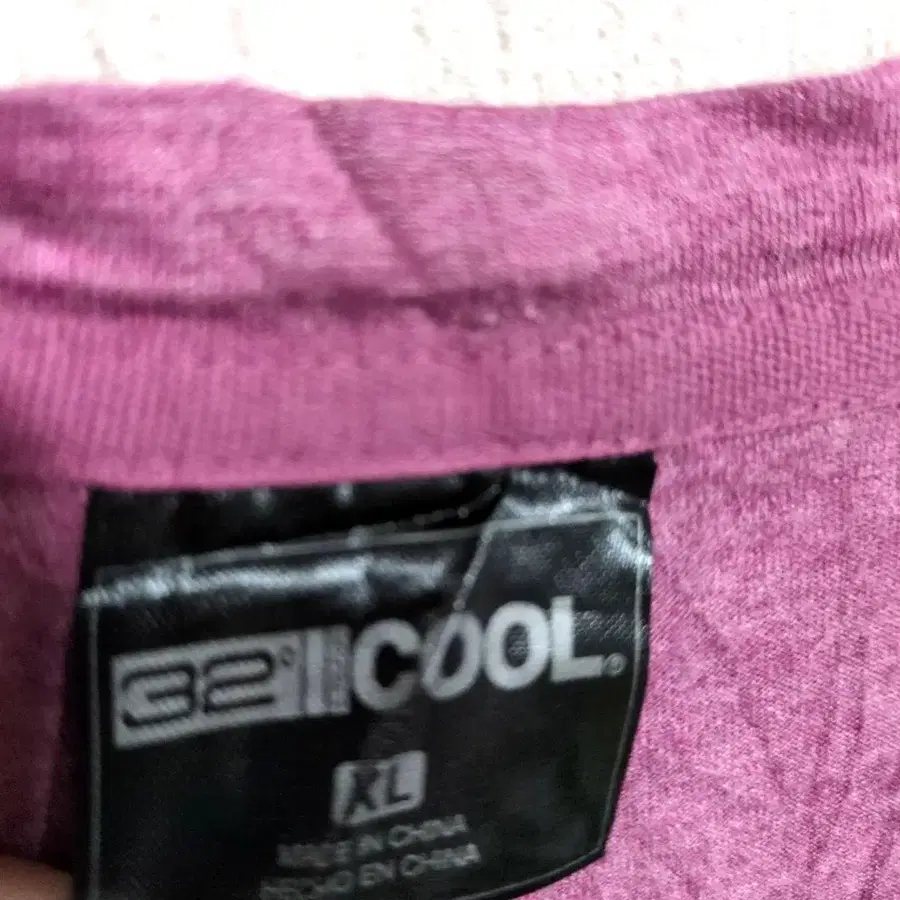 32° COOL®
XL
MADE IN CHINA
HECHO EN CHINA